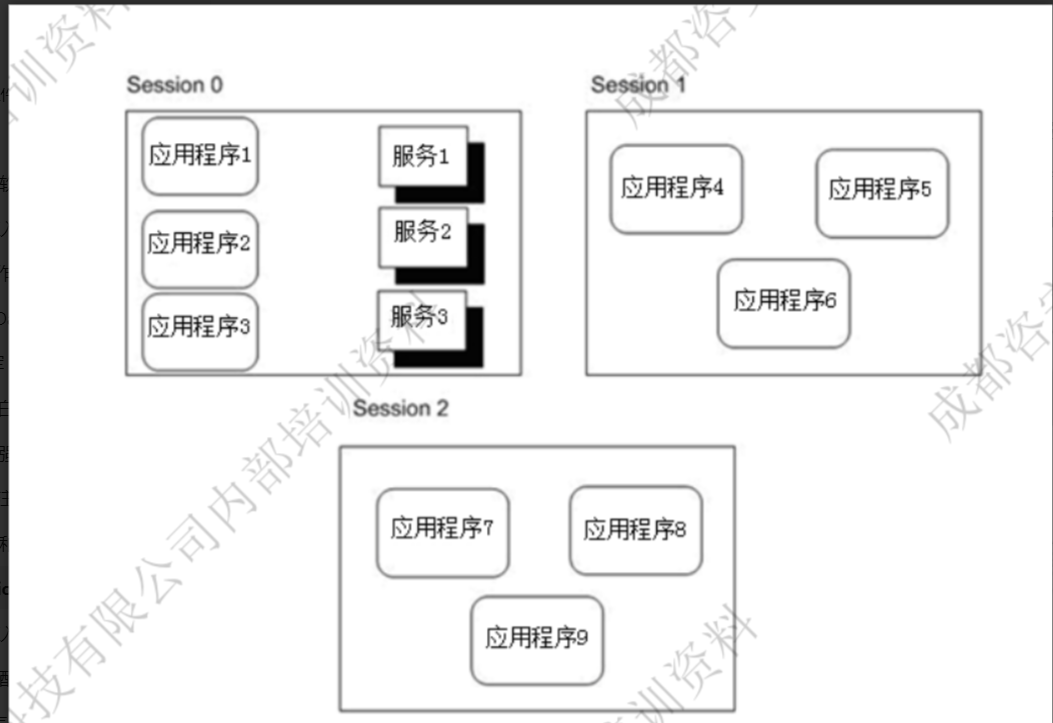 Session 0
应用程序1
应用程序2
应用程序3
服务1
服务2
服务3
Session 1
应用程序4
应用程序5
应用程序6
Session 2
应用程序7
应用程序8
应用程序9
培训资料
成都咨
成都咨
科技有限公司内部培训资料
训资料